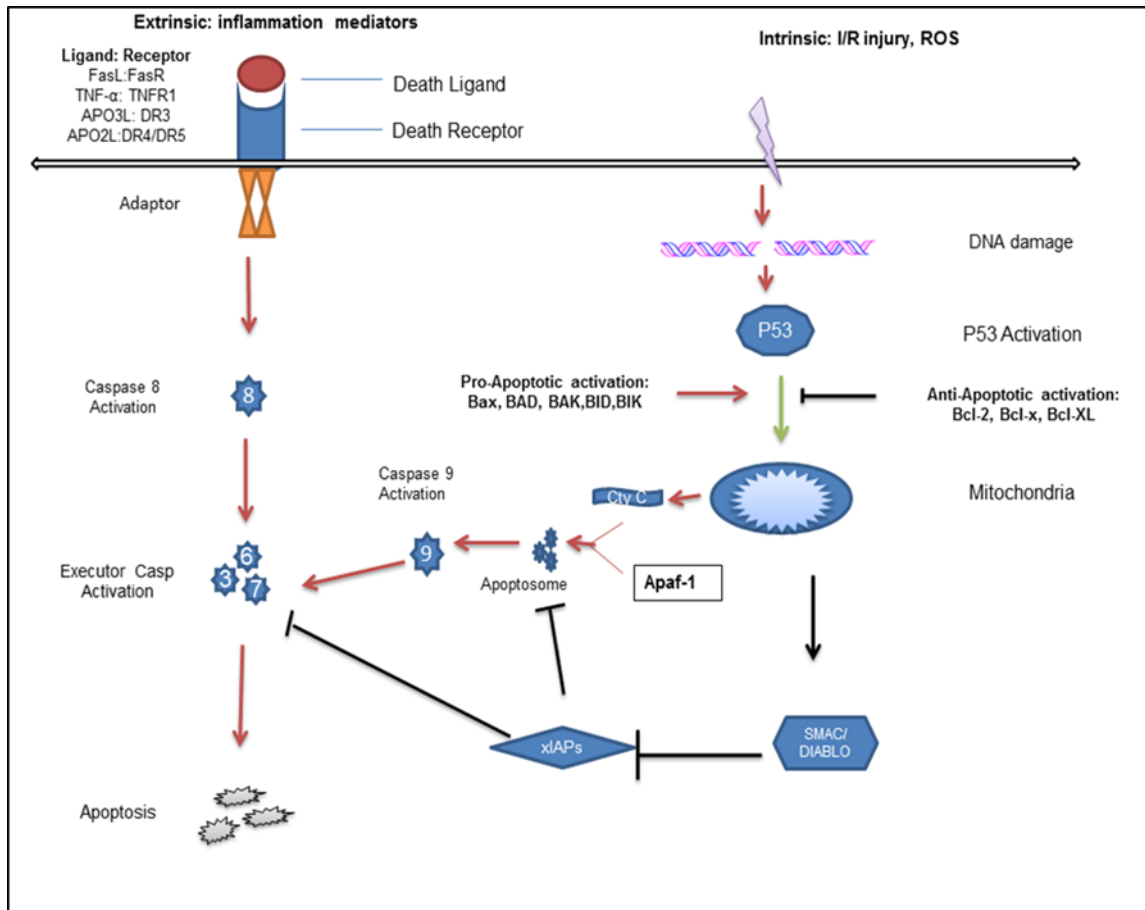 Extrinsic: inflammation mediators
Intrinsic: I/R injury, ROS
Ligand: Receptor
FasL:FasR
TNF-α: TNFR1
APO3L: DR3
APO2L:DR4/DR5
Death Ligand
Death Receptor
Adaptor
DNA damage
P53
P53 Activation
Pro-Apoptotic activation:
Bax, BAD, BAK,BID,BIK
Anti-Apoptotic activation:
Bcl-2, Bcl-x, Bcl-XL
Caspase 8
Activation
8
Caspase 9
Activation
Cty C
Mitochondria
9
Apoptosome
Apaf-1
Executor Casp
Activation
6
3
7
xIAPs
SMAC/
DIABLO
Apoptosis